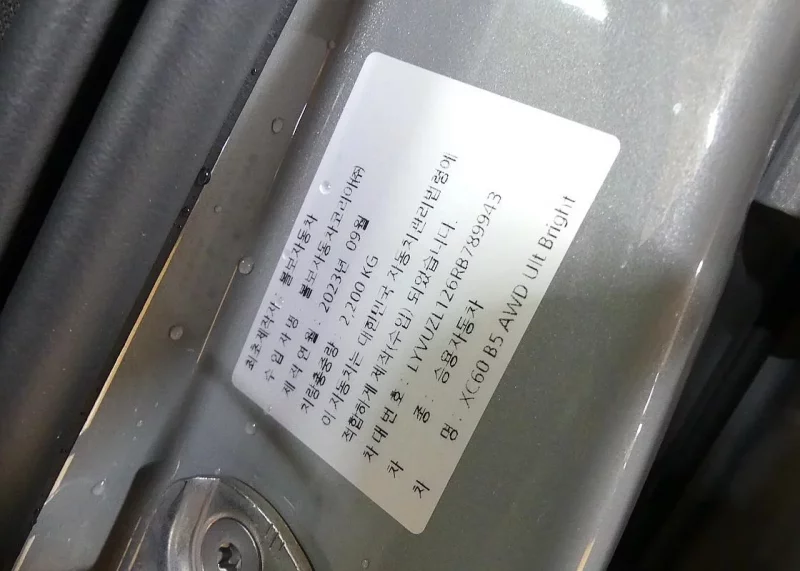 최초제작사 : 볼보자동차
수입자명 : 볼보자동차코리아(주)
제작연월 : 2023년 09월
차량총중량 : 2,200 KG
이 자동차는 대한민국 자동차관리법령에
적합하게 제작(수입) 되었습니다.
차대번호 : LYVUZL126RB789943
차 종 : 승용자동차
차 명 : XC60 B5 AWD Ult Bright